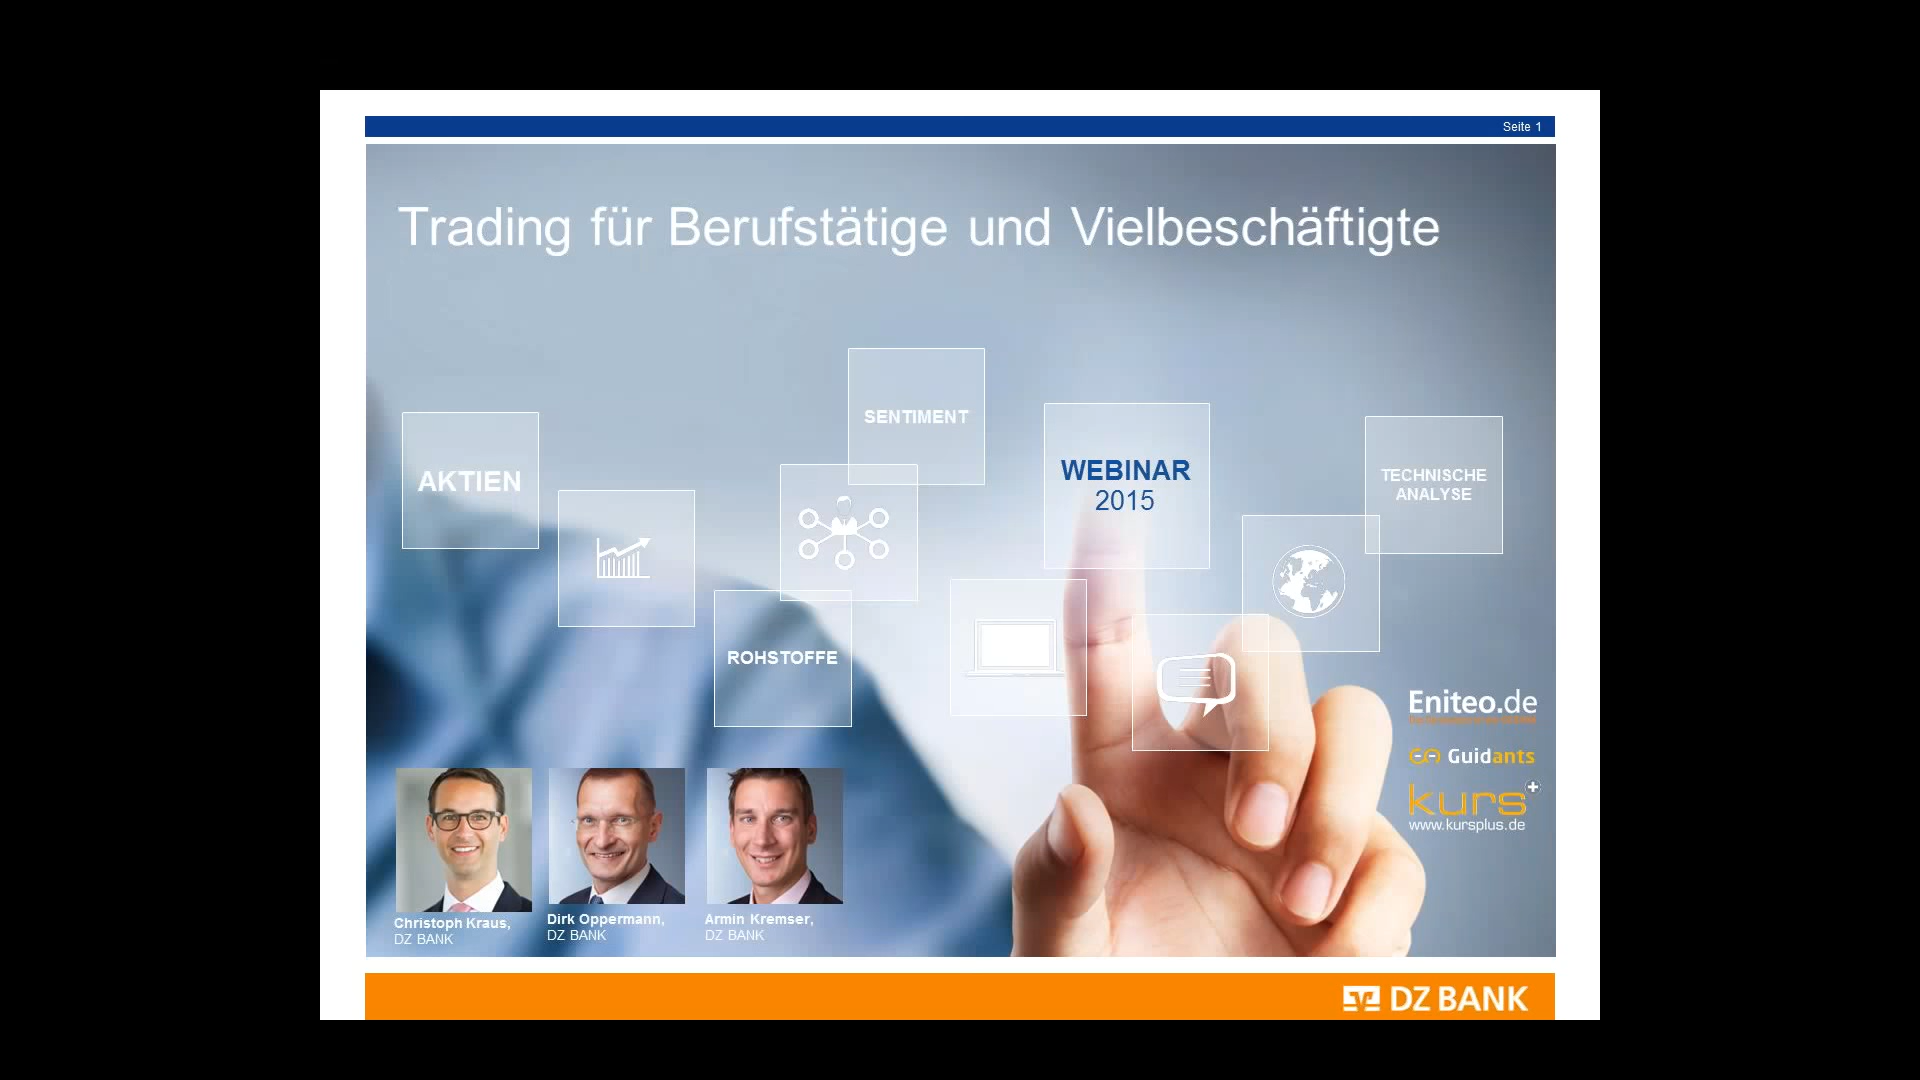 Seite 1
Trading für Berufstätige und Vielbeschäftigte
SENTIMENT
AKTIEN
WEBINAR
2015
TECHNISCHE
ANALYSE
ROHSTOFFE
Eniteo.de
Guidants
kurs+
www.kursplus.de
Christoph Kraus,
DZ BANK
Dirk Oppermann,
DZ BANK
Armin Kremser,
DZ BANK
DZ BANK